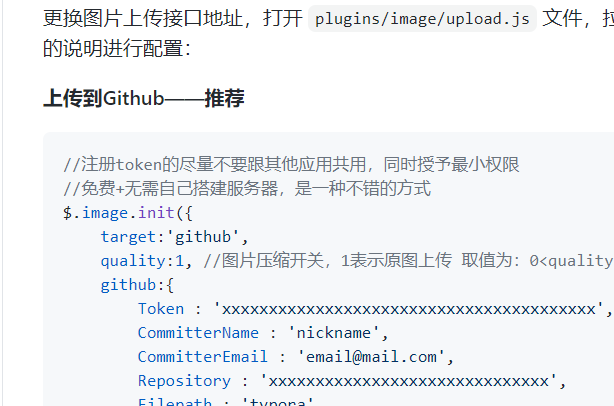 更换图片上传接口地址，打开 plugins/image/upload.js 文件，
的说明进行配置：
上传到Github——推荐
//注册token的尽量不要跟其他应用共用，同时授予最小权限
//免费+无需自己搭建服务器，是一种不错的方式
$.image.init({
target:'github',
quality:1, //图片压缩开关，1表示原图上传 取值为：0<quality
github:{
Token : 'xxxxxxxxxxxxxxxxxxxxxxxxxxxxxxxxxxxxxxxx',
CommitterName : 'nickname',
CommitterEmail : 'email@mail.com',
Repository : 'xxxxxxxxxxxxxxxxxxxxxxxxxxxxxx',
Filepath : 'typora'